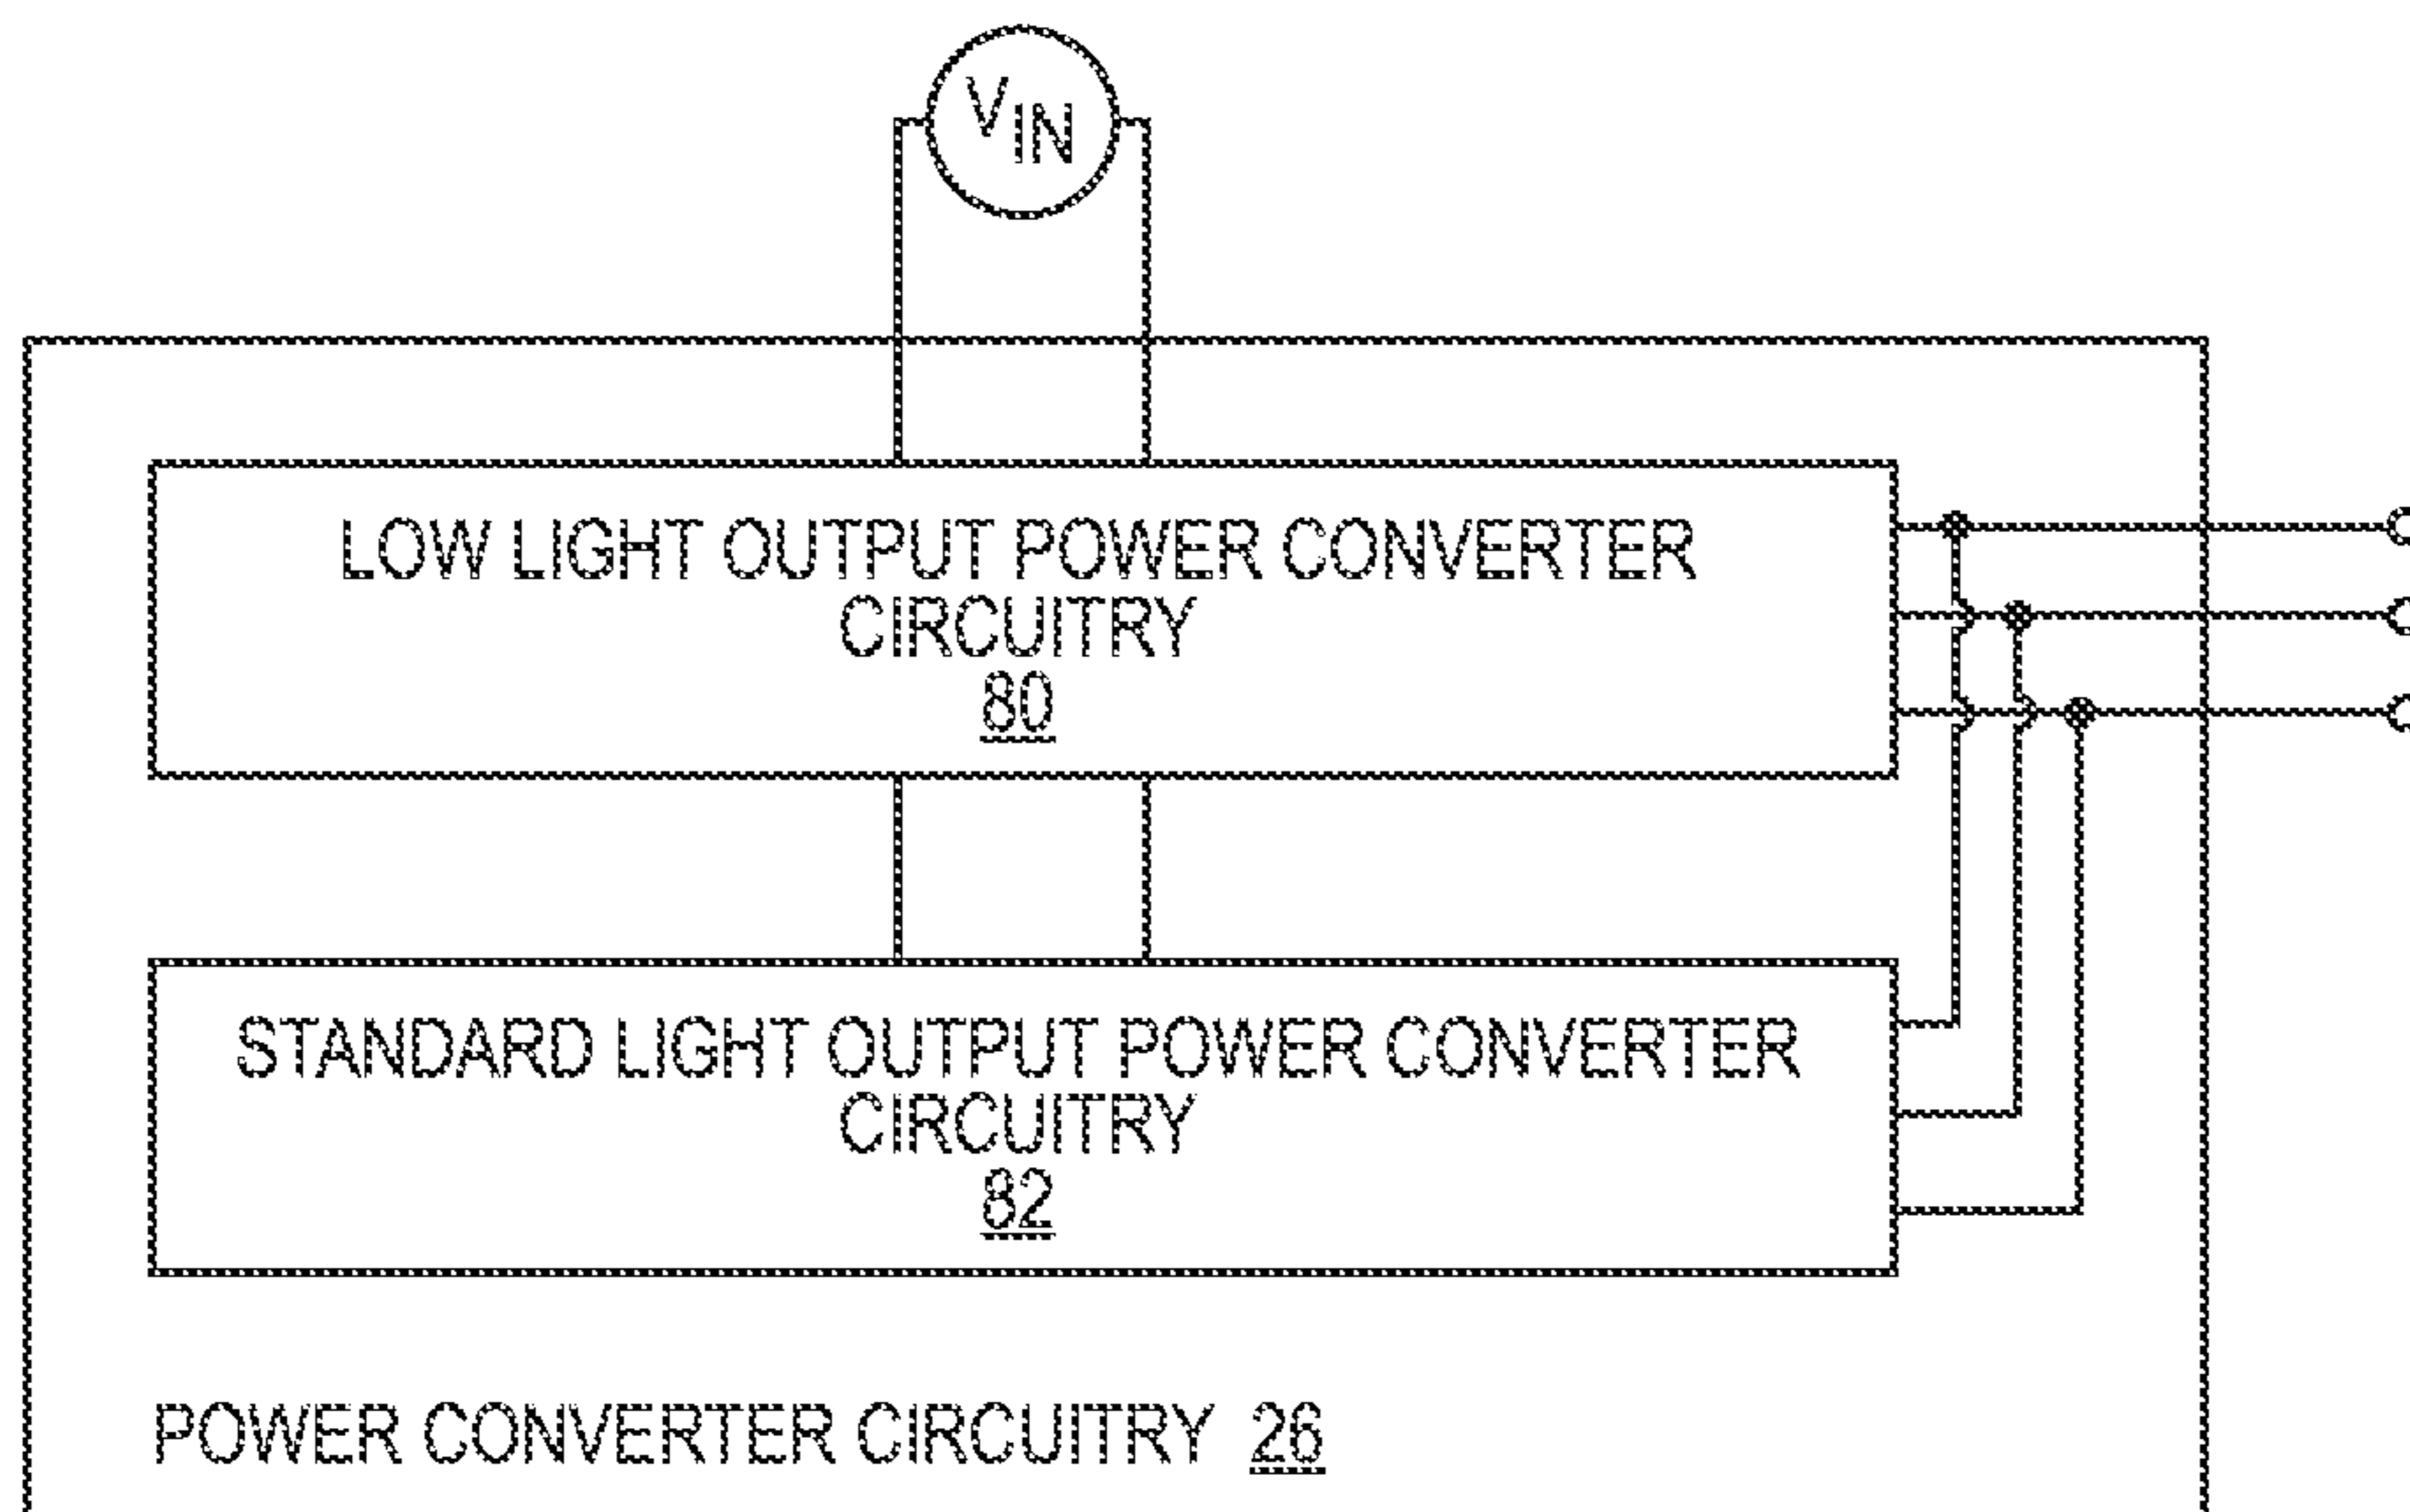 VIN
LOW LIGHT OUTPUT POWER CONVERTER
CIRCUITRY
80
STANDARD LIGHT OUTPUT POWER CONVERTER
CIRCUITRY
82
POWER CONVERTER CIRCUITRY 26